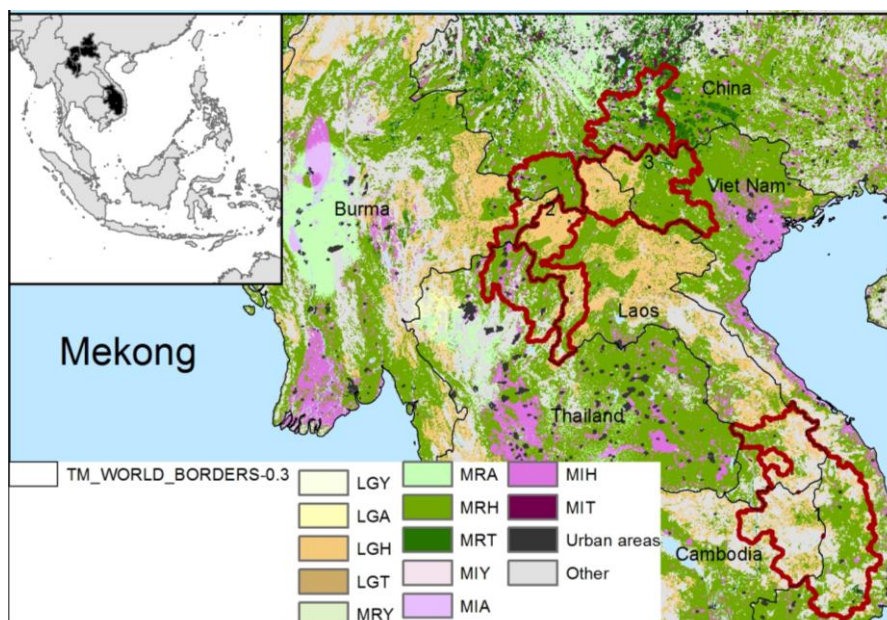 China
3
Viet Nam
Burma
2
Laos
Mekong
Thailand
Cambodia
TM_WORLD_BORDERS-0.3
LGY
LGA
LGH
LGT
MRY
MRA
MRH
MRT
MIY
MIA
MIH
MIT
Urban areas
Other